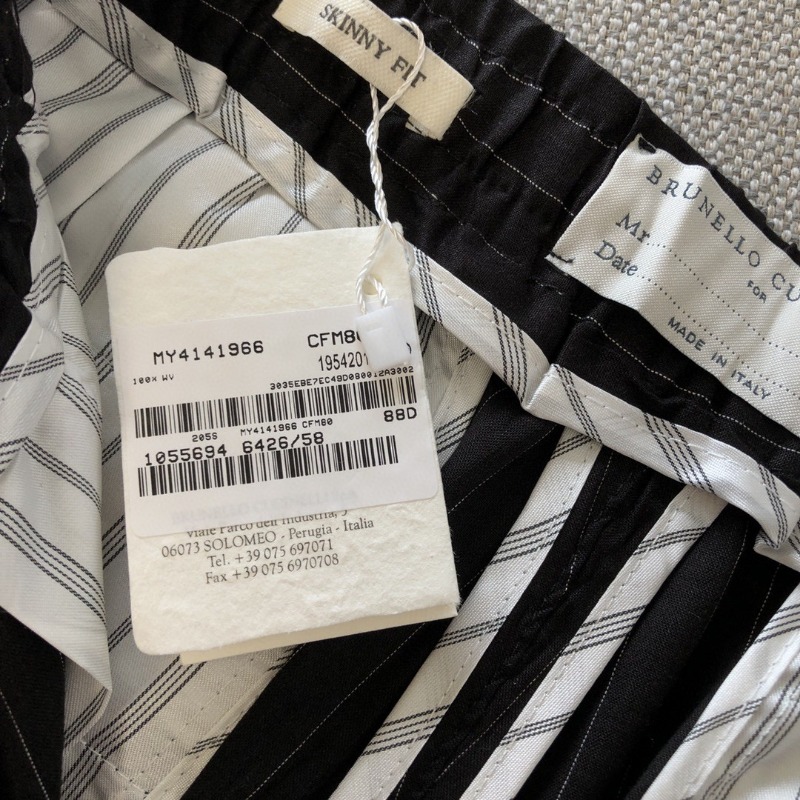 SKINNY FIT
BRUNELLO CU
FOR
Mr.
Date
MADE IN ITALY
MY4141966 CFM80
100% WV 1954201
3035EBE7EC49D080012A3002
205S MY4141966 CFM80 88D
1055694 6426/58
Viale Parco dell'Industria, 5
06073 SOLOMEO - Perugia - Italia
Tel. +39 075 697071
Fax +39 075 6970708